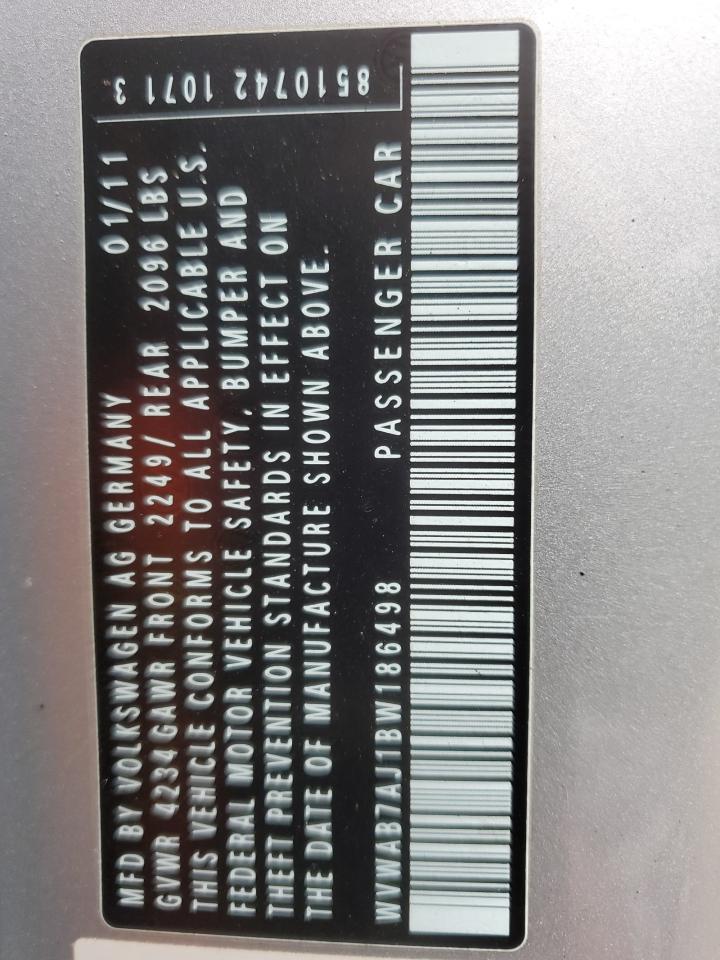 MFD BY VOLKSWAGEN AG GERMANY 01/11
GVWR 4234GAWR FRONT 2249/ REAR 2096 LBS
THIS VEHICLE CONFORMS TO ALL APPLICABLE U.S.
FEDERAL MOTOR VEHICLE SAFETY, BUMPER AND
THEFT PREVENTION STANDARDS IN EFFECT ON
THE DATE OF MANUFACTURE SHOWN ABOVE.
WVWAB7AJ1BW186498 PASSENGER CAR
8510742 1071 3